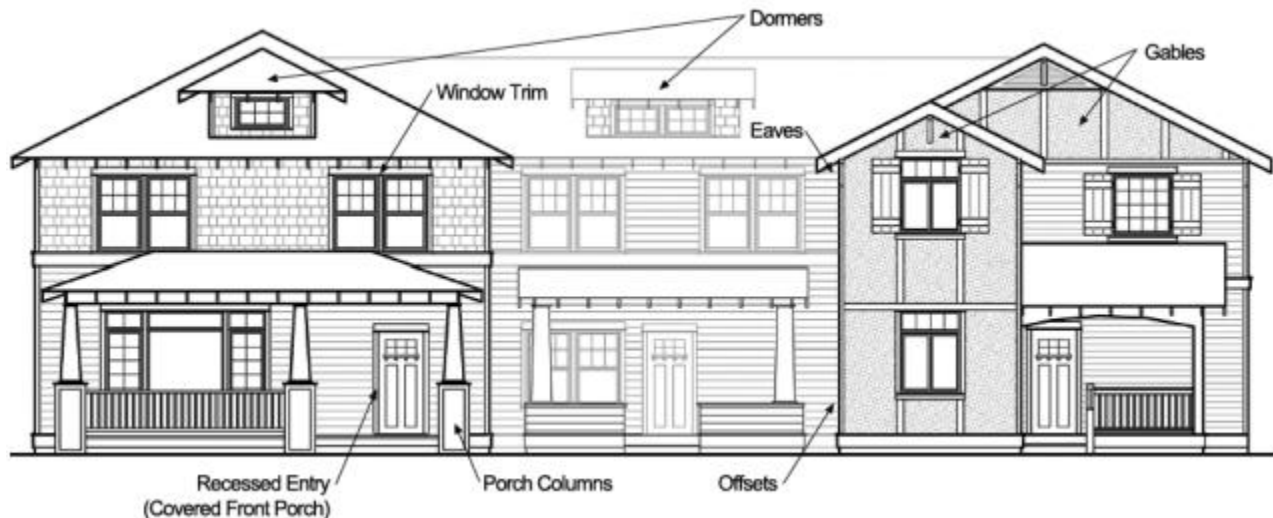 Dormers
Gables
Window Trim
Eaves
Recessed Entry
(Covered Front Porch)
Porch Columns
Offsets